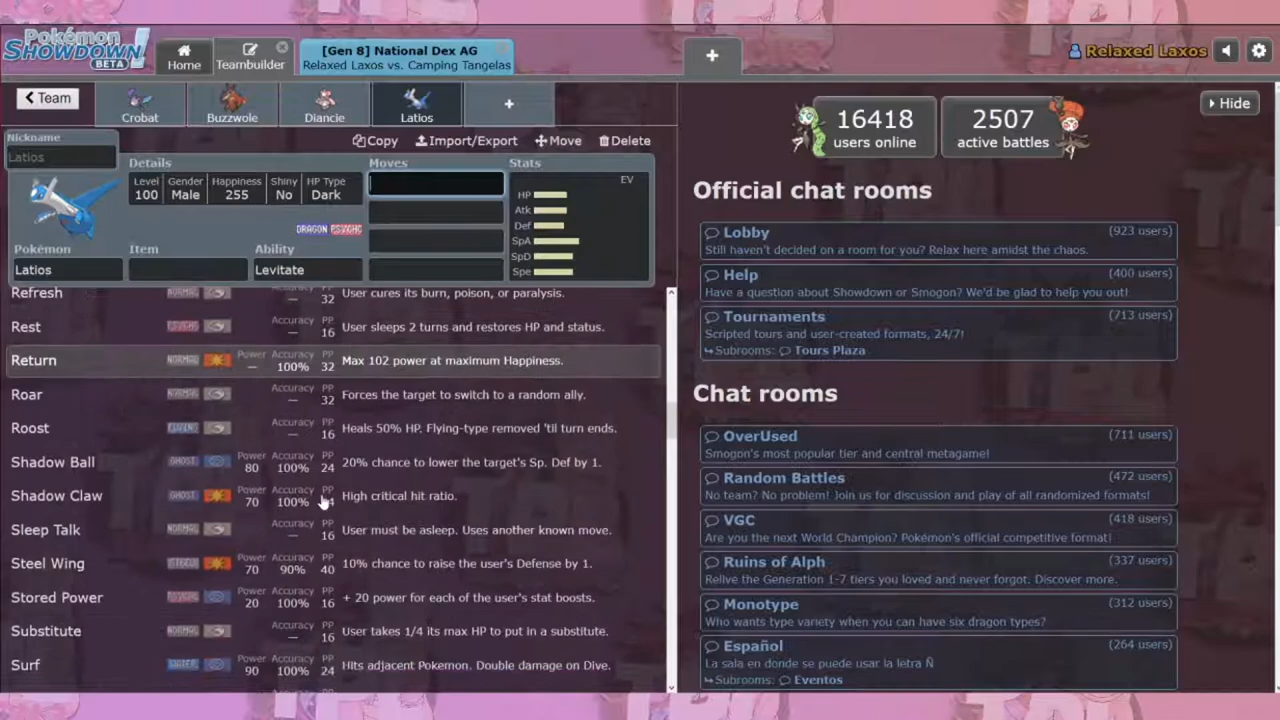 Pokémon
SHOWDOWN!
BETA
Home
Teambuilder
[Gen 8] National Dex AG
Relaxed Laxos vs. Camping Tangelas
Relaxed Laxos
Team
Crobat
Buzzwole
Diancie
Latios
Copy
Import/Export
Move
Delete
Nickname
Latios
Details
Level Gender Happiness Shiny HP Type
100 Male 255 No Dark
DRAGON PSYCHC
Pokémon
Latios
Item
Ability
Levitate
Moves
Stats
EV
HP
Atk
Def
SpA
SpD
Spe
Refresh NORMAL Accuracy — PP 32 User cures its burn, poison, or paralysis.
Rest PSYCHC Accuracy — PP 16 User sleeps 2 turns and restores HP and status.
Return NORMAL Power — Accuracy 100% PP 32 Max 102 power at maximum Happiness.
Roar NORMAL Accuracy — PP 32 Forces the target to switch to a random ally.
Roost FLYING Accuracy — PP 16 Heals 50% HP. Flying-type removed 'til turn ends.
Shadow Ball GHOST Power 80 Accuracy 100% PP 24 20% chance to lower the target's Sp. Def by 1.
Shadow Claw GHOST Power 70 Accuracy 100% PP High critical hit ratio.
Sleep Talk NORMAL Accuracy — PP 16 User must be asleep. Uses another known move.
Steel Wing STEEL Power 70 Accuracy 90% PP 40 10% chance to raise the user's Defense by 1.
Stored Power PSYCHC Power 20 Accuracy 100% PP 16 + 20 power for each of the user's stat boosts.
Substitute NORMAL Accuracy — PP 16 User takes 1/4 its max HP to put in a substitute.
Surf WATER Power 90 Accuracy 100% PP 24 Hits adjacent Pokemon. Double damage on Dive.
16418
users online
2507
active battles
Hide
Official chat rooms
Lobby (923 users)
Still haven't decided on a room for you? Relax here amidst the chaos.
Help (400 users)
Have a question about Showdown or Smogon? We'd be glad to help you out!
Tournaments (713 users)
Scripted tours and user-created formats, 24/7!
Subrooms: Tours Plaza
Chat rooms
OverUsed (711 users)
Smogon's most popular tier and central metagame!
Random Battles (472 users)
No team? No problem! Join us for discussion and play of all randomized formats!
VGC (418 users)
Are you the next World Champion? Pokémon's official competitive format!
Ruins of Alph (337 users)
Relive the Generation 1-7 tiers you loved and never forgot. Discover more.
Monotype (312 users)
Who wants type variety when you can have six dragon types?
Español (264 users)
La sala en donde se puede usar la letra Ñ
Subrooms: Eventos